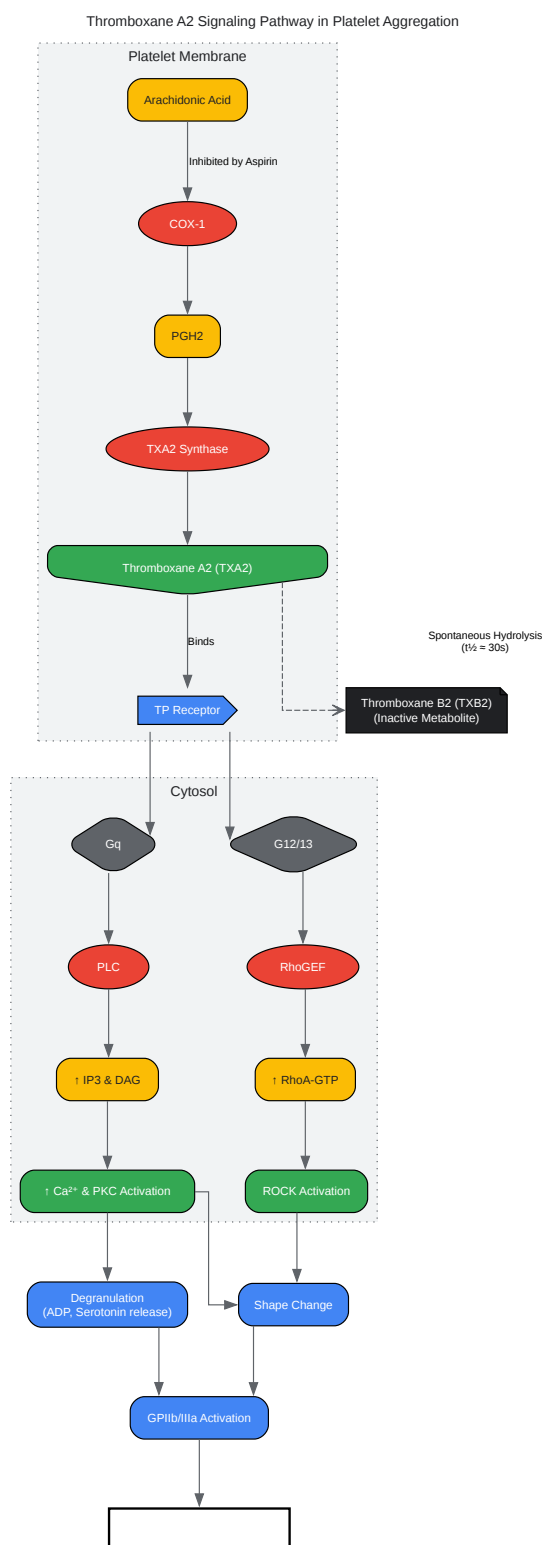 Thromboxane A2 Signaling Pathway in Platelet Aggregation
Platelet Membrane
Arachidonic Acid
Inhibited by Aspirin
COX-1
PGH2
TXA2 Synthase
Thromboxane A2 (TXA2)
Binds
Spontaneous Hydrolysis
(t½ ≈ 30s)
TP Receptor
Thromboxane B2 (TXB2)
(Inactive Metabolite)
Cytosol
Gq
G12/13
PLC
RhoGEF
↑ IP3 & DAG
↑ RhoA-GTP
↑ Ca²⁺ & PKC Activation
ROCK Activation
Degranulation
(ADP, Serotonin release)
Shape Change
GPIIb/IIIa Activation